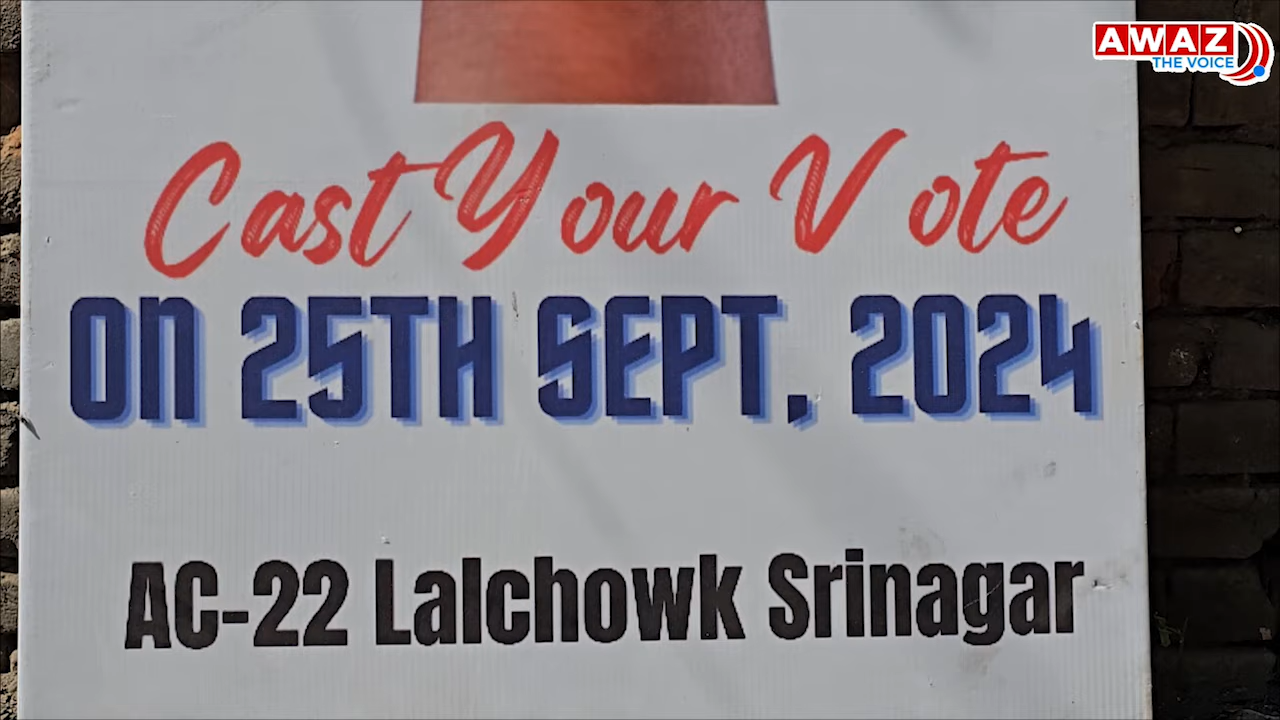 AWAZ
THE VOICE
Cast Your Vote
ON 25TH SEPT, 2024
AC-22 Lalchowk Srinagar